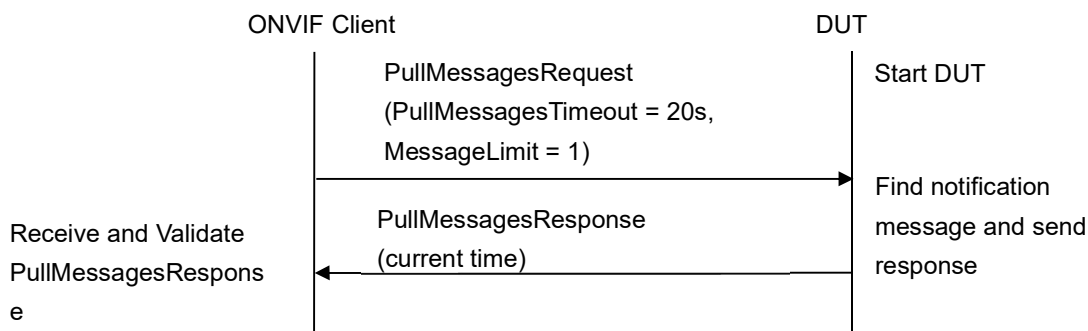 ONVIF Client
DUT
PullMessagesRequest
(PullMessagesTimeout = 20s,
MessageLimit = 1)
Start DUT
Find notification
message and send
response
PullMessagesResponse
(current time)
Receive and Validate
PullMessagesRespons
e